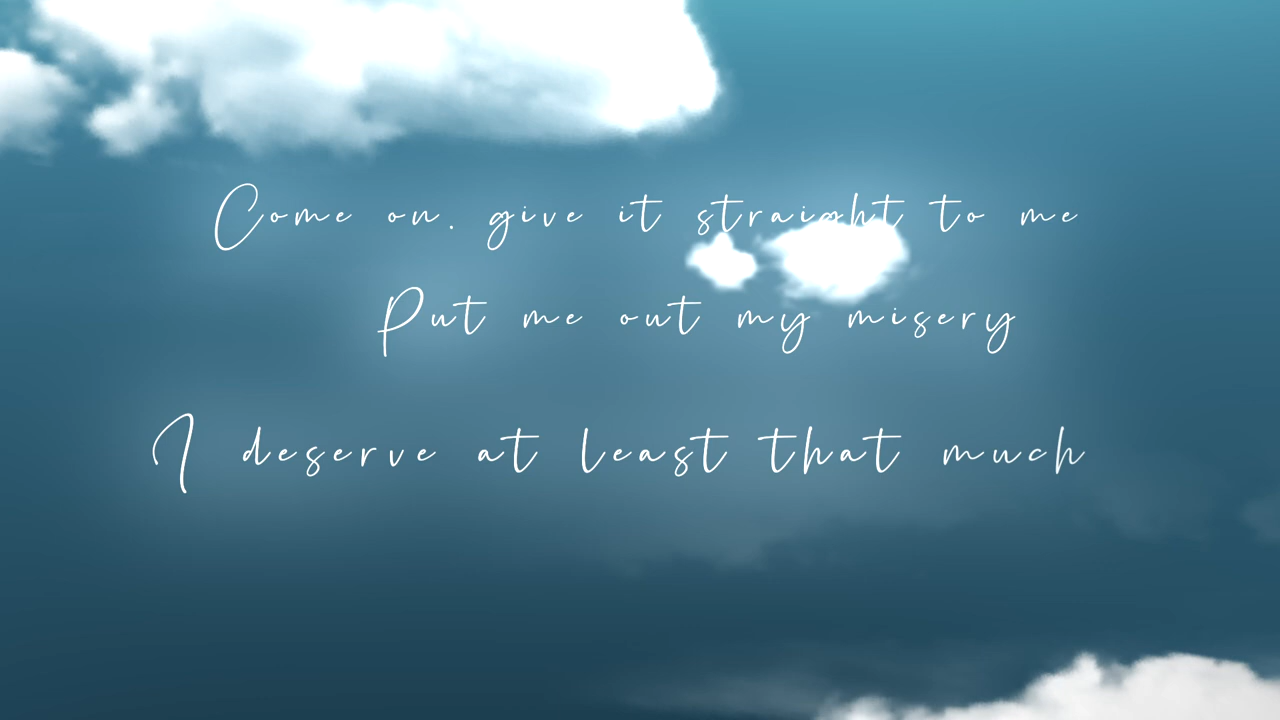 Come on. give it straight to me
Put me out my misery
I deserve at least that much